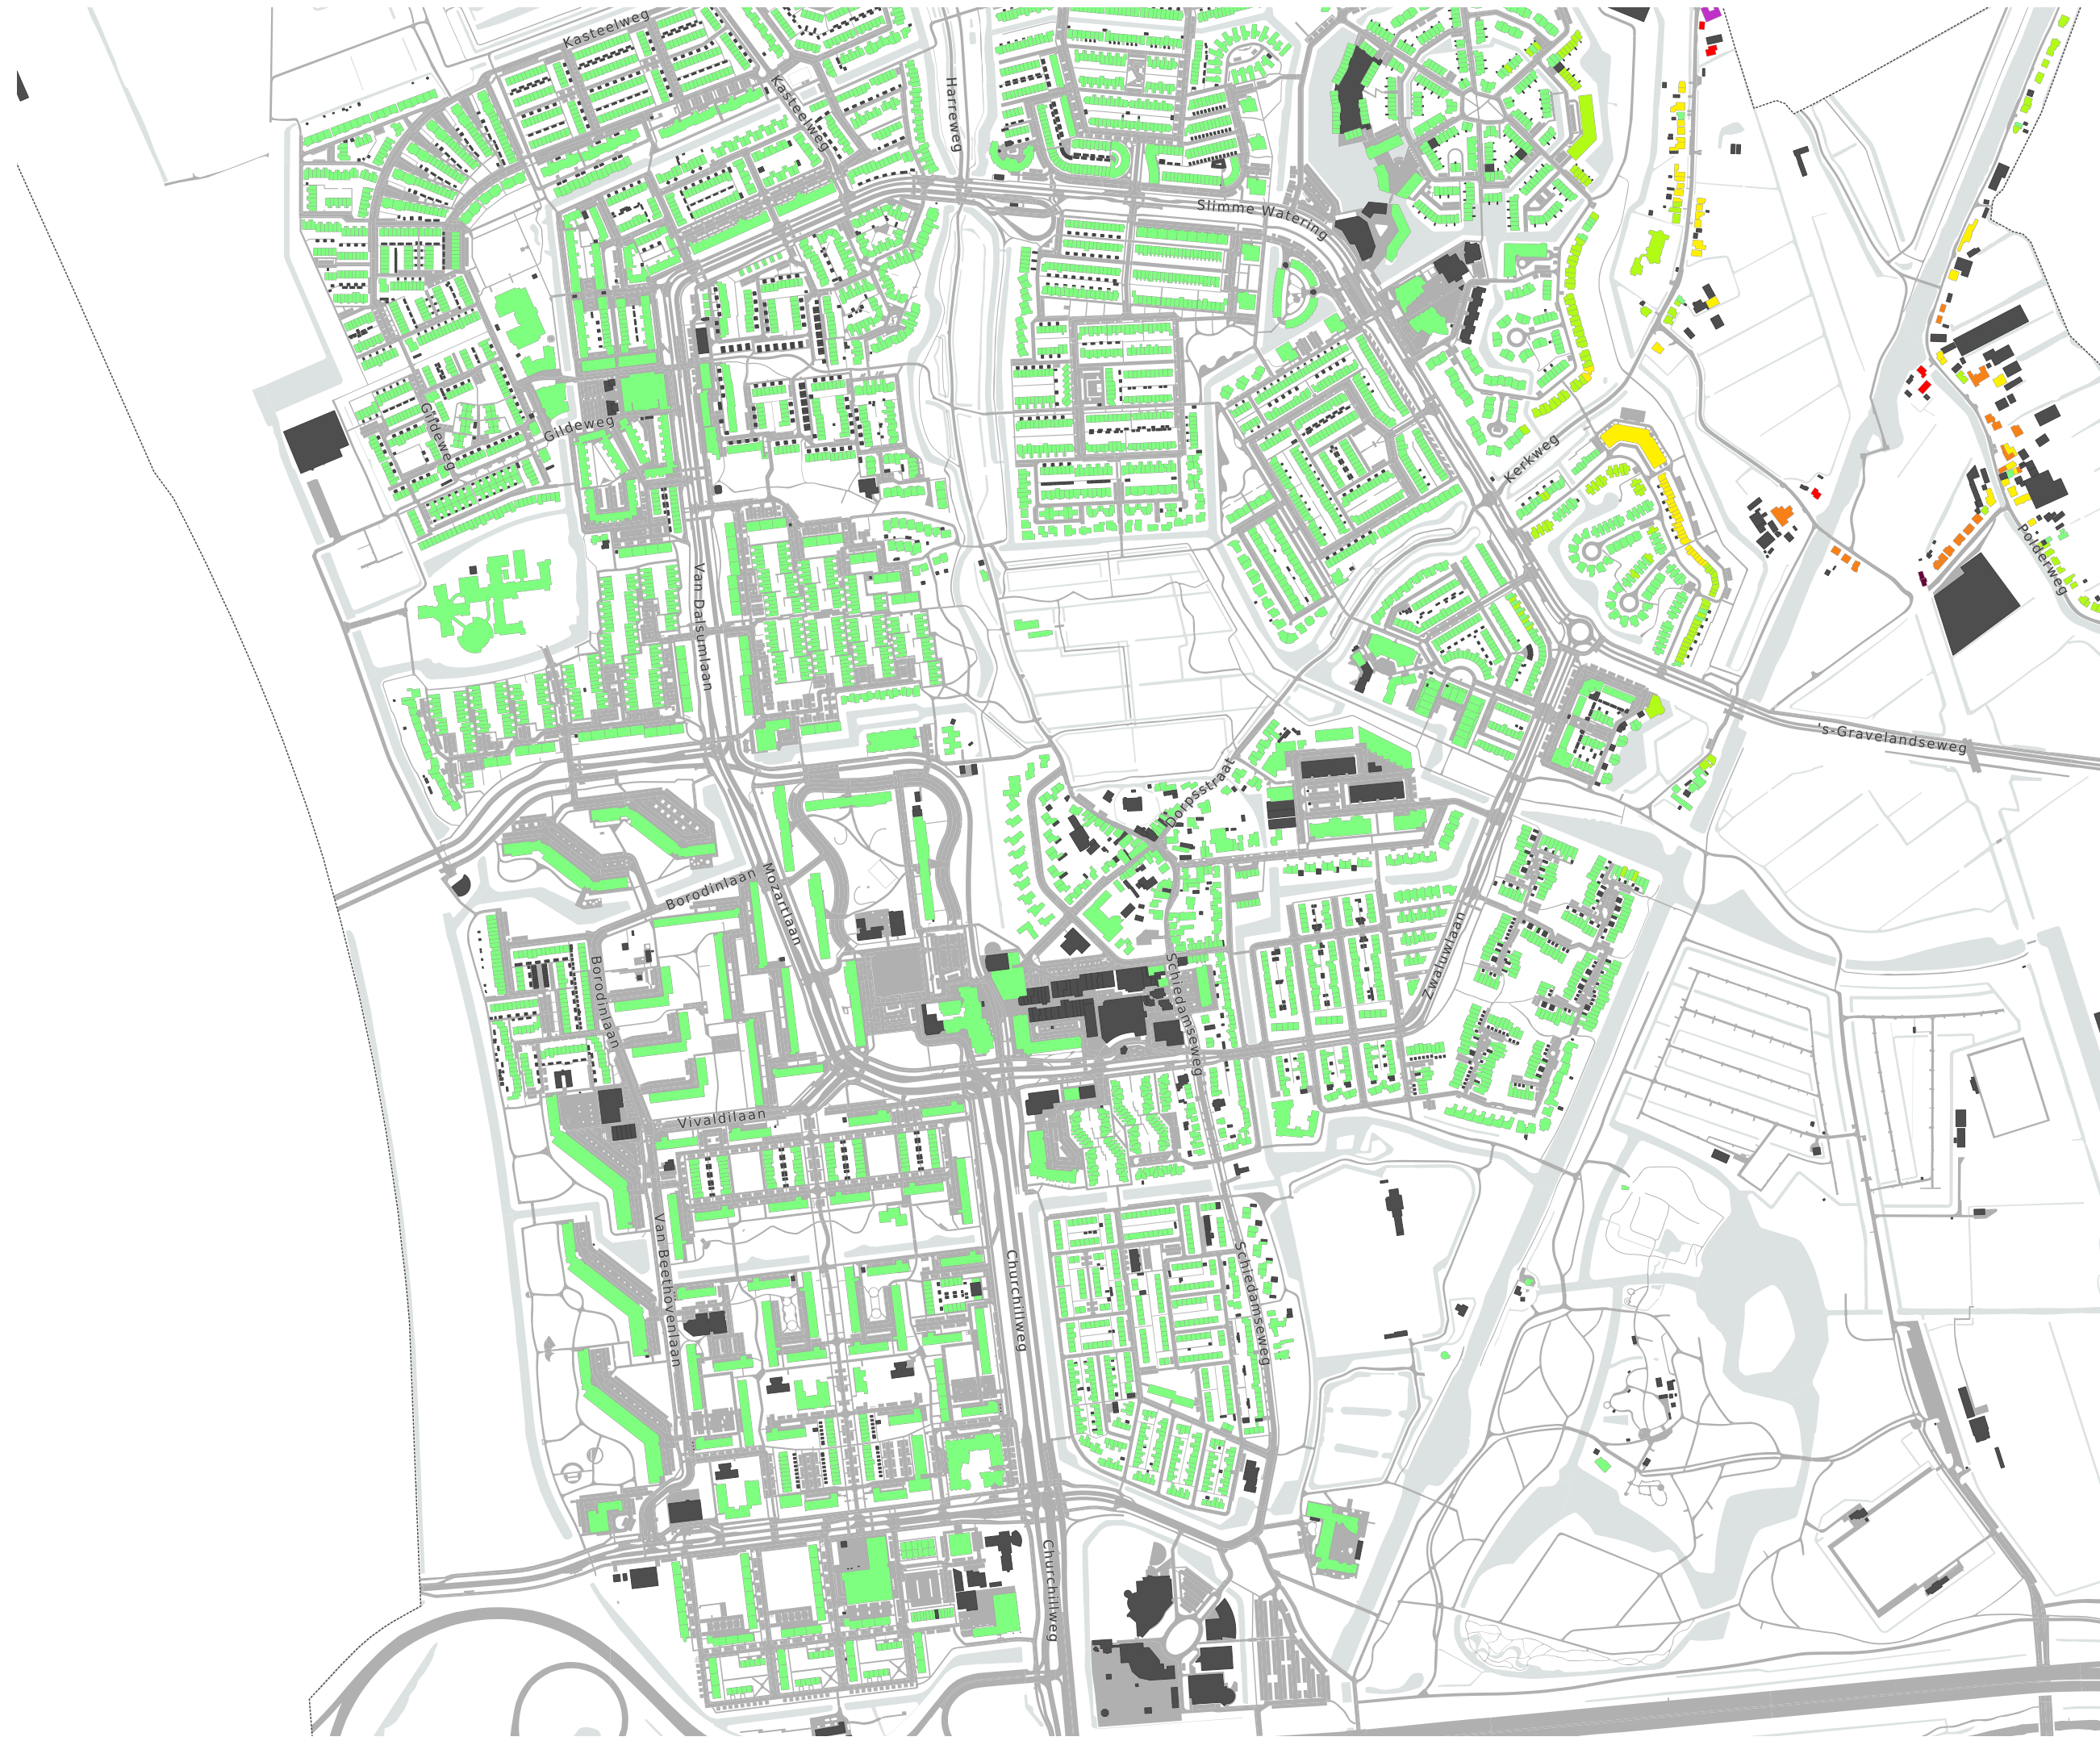 Kasteelweg
Kasteelweg
Harreweg
Slimme Watering
Gildeweg
Gildeweg
Kerkweg
Polderweg
Van Dalsumlaan
's-Gravelandseweg
Dorpsstraat
Borodinlaan
Mozartlaan
Borodinlaan
Zwaluwlaan
Schiedamseweg
Vivaldilaan
Van Beethovenlaan
Churchillweg
Schiedamseweg
Churchillweg